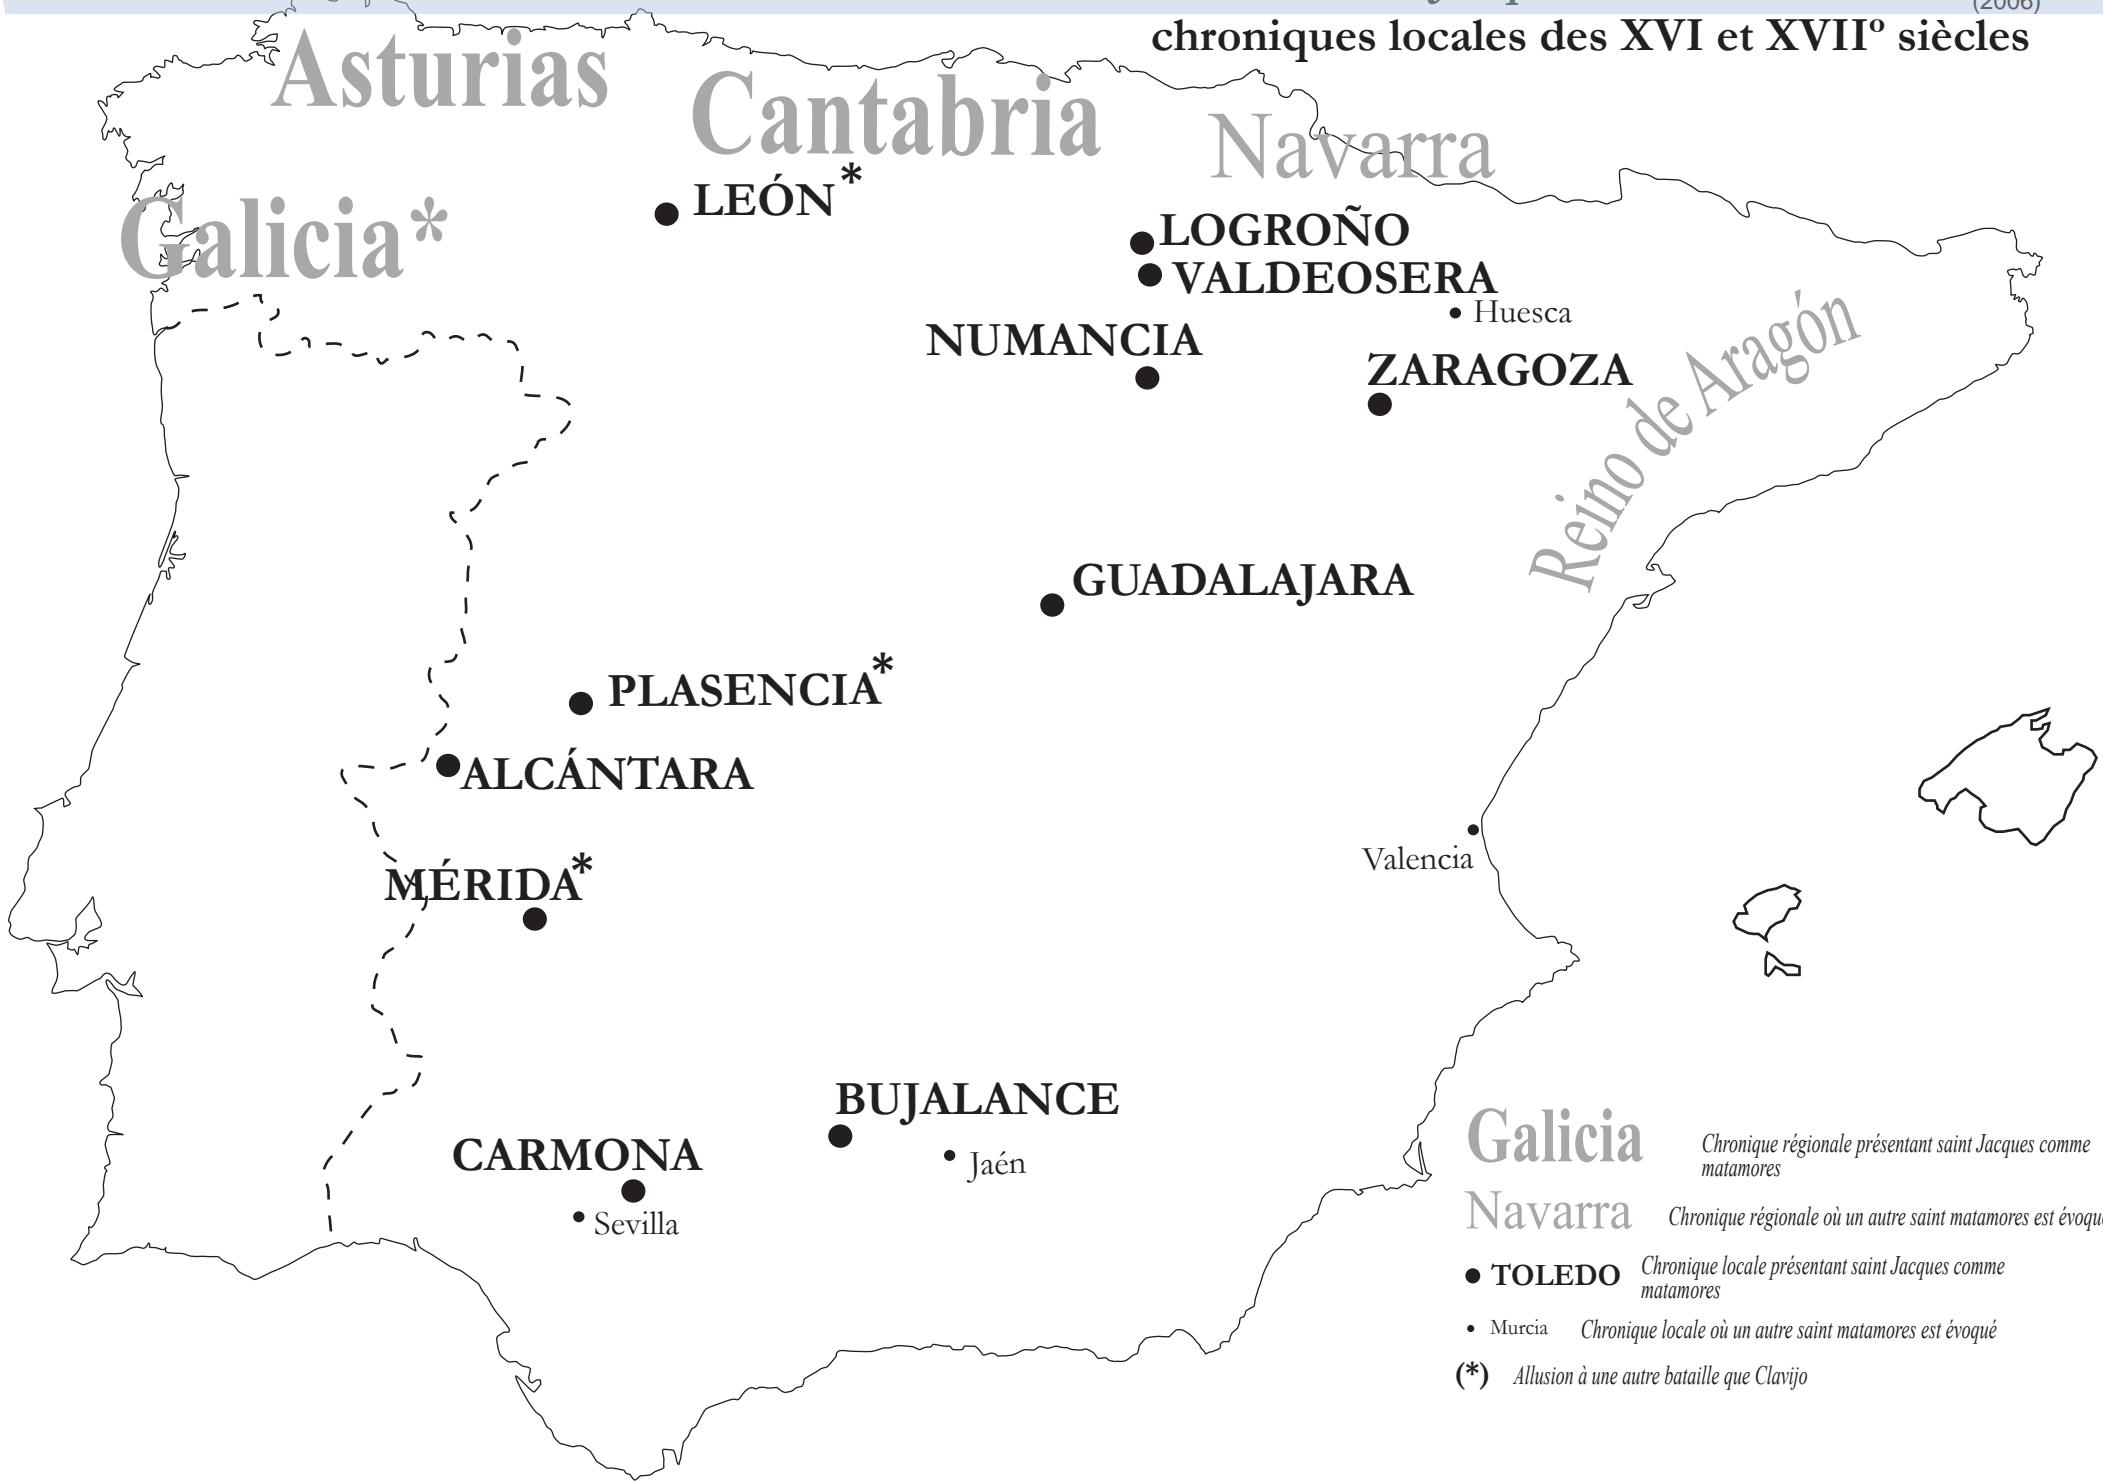 (2006)
chroniques locales des XVI et XVIIº siècles
Asturias
Cantabria
Navarra
Galicia*
LEÓN*
LOGROÑO
VALDEOSERA
Huesca
NUMANCIA
ZARAGOZA
Reino de Aragón
GUADALAJARA
PLASENCIA*
ALCÁNTARA
Valencia
MÉRIDA*
BUJALANCE
CARMONA
Jaén
Sevilla
Galicia Chronique régionale présentant saint Jacques comme
matamores
Navarra Chronique régionale où un autre saint matamores est
TOLEDO Chronique locale présentant saint Jacques comme
matamores
Murcia Chronique locale où un autre saint matamores est évoqué
(*) Allusion à une autre bataille que Clavijo